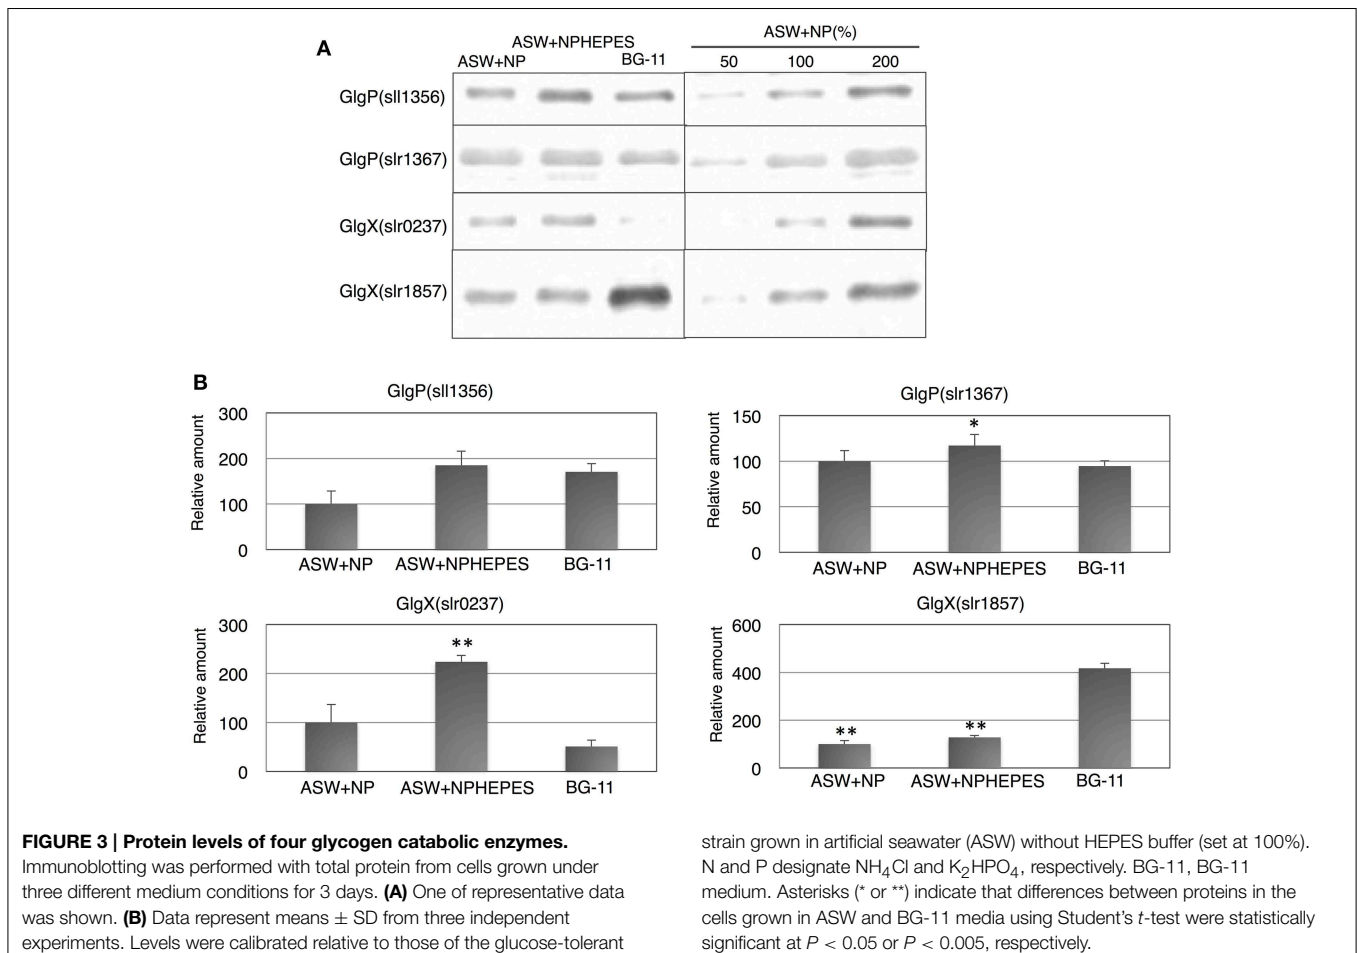 A
ASW+NPHEPES
ASW+NP BG-11
ASW+NP(%)
50 100 200
GlgP(sll1356)
GlgP(slr1367)
GlgX(slr0237)
GlgX(slr1857)
B
GlgP(sll1356)
Relative amount
300
200
100
0
ASW+NP ASW+NPHEPES BG-11
GlgP(slr1367)
Relative amount
150
100
50
0
*
ASW+NP ASW+NPHEPES BG-11
GlgX(slr0237)
Relative amount
300
200
100
0
**
ASW+NP ASW+NPHEPES BG-11
GlgX(slr1857)
Relative amount
600
400
200
0
** **
ASW+NP ASW+NPHEPES BG-11
FIGURE 3 | Protein levels of four glycogen catabolic enzymes.
Immunoblotting was performed with total protein from cells grown under
three different medium conditions for 3 days. (A) One of representative data
was shown. (B) Data represent means ± SD from three independent
experiments. Levels were calibrated relative to those of the glucose-tolerant
strain grown in artificial seawater (ASW) without HEPES buffer (set at 100%).
N and P designate NH₄Cl and K₂HPO₄, respectively. BG-11, BG-11
medium. Asterisks (* or **) indicate that differences between proteins in the
cells grown in ASW and BG-11 media using Student's t-test were statistically
significant at P < 0.05 or P < 0.005, respectively.